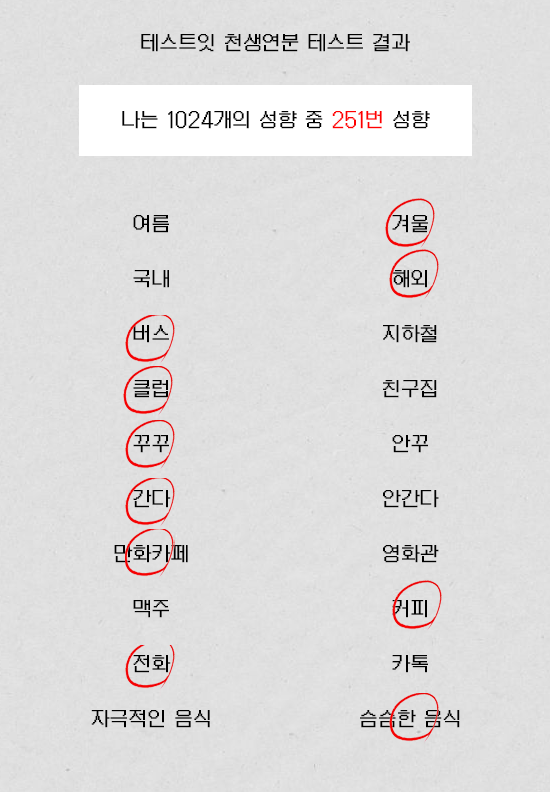 테스트잇 천생연분 테스트 결과
나는 1024개의 성향 중 251번 성향
여름 겨울
국내 해외
버스 지하철
클럽 친구집
꾸꾸 안꾸
간다 안간다
만화카페 영화관
맥주 커피
전화 카톡
자극적인 음식 슴슴한 음식